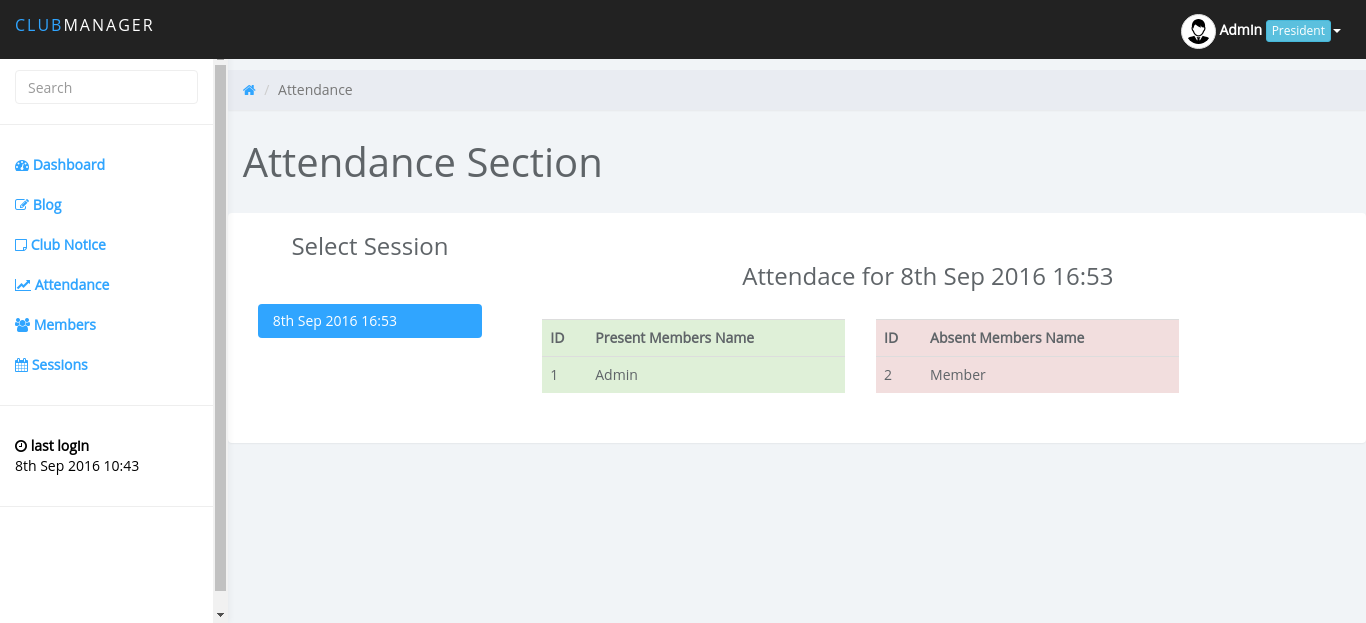 CLUBMANAGER
Admin President
Search
/ Attendance
Attendance Section
Dashboard
Blog
Club Notice
Attendance
Members
Sessions
last login
8th Sep 2016 10:43
Select Session
8th Sep 2016 16:53
Attendace for 8th Sep 2016 16:53
ID Present Members Name
1 Admin
ID Absent Members Name
2 Member